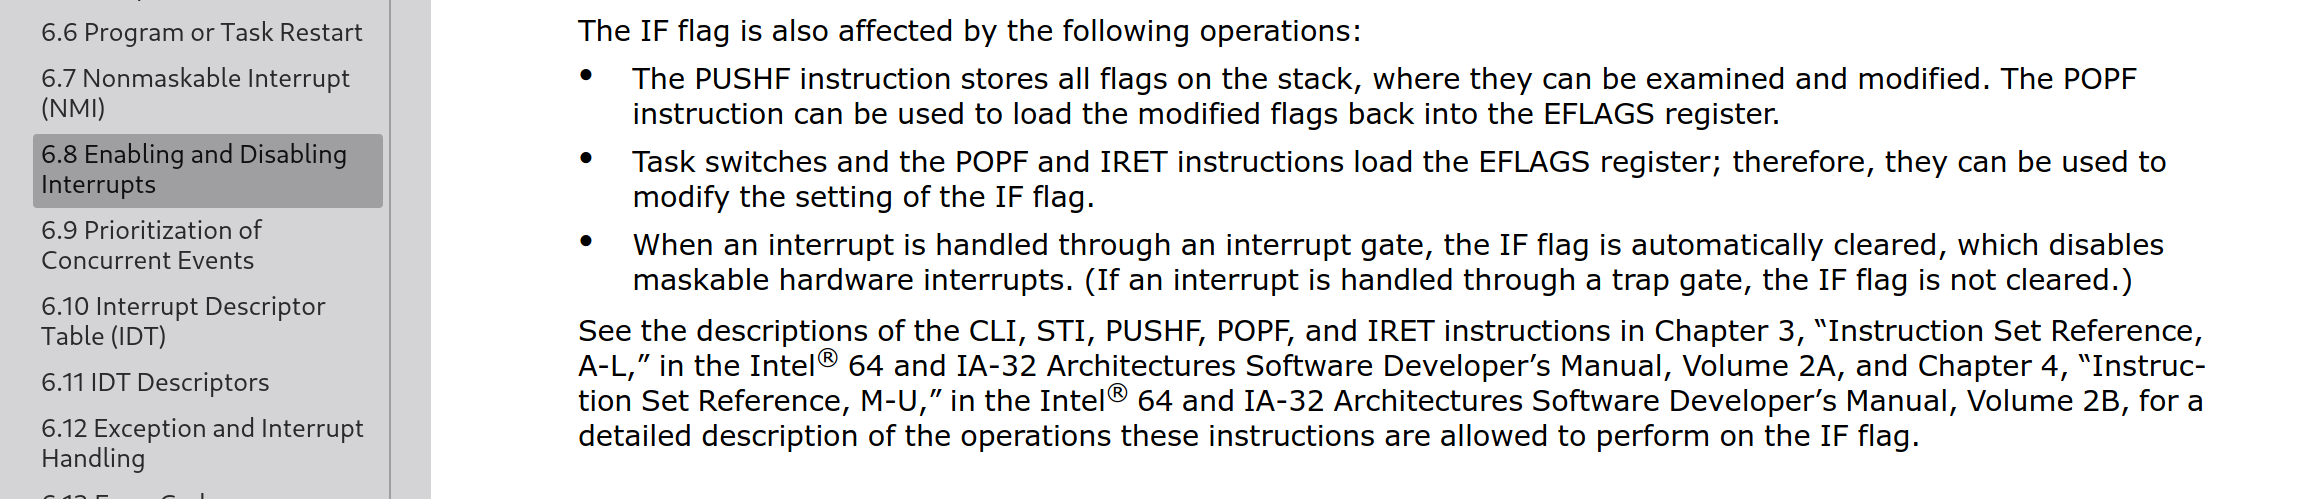 6.6 Program or Task Restart
6.7 Nonmaskable Interrupt
(NMI)
6.8 Enabling and Disabling
Interrupts
6.9 Prioritization of
Concurrent Events
6.10 Interrupt Descriptor
Table (IDT)
6.11 IDT Descriptors
6.12 Exception and Interrupt
Handling
The IF flag is also affected by the following operations:
• The PUSHF instruction stores all flags on the stack, where they can be examined and modified. The POPF
instruction can be used to load the modified flags back into the EFLAGS register.
• Task switches and the POPF and IRET instructions load the EFLAGS register; therefore, they can be used to
modify the setting of the IF flag.
• When an interrupt is handled through an interrupt gate, the IF flag is automatically cleared, which disables
maskable hardware interrupts. (If an interrupt is handled through a trap gate, the IF flag is not cleared.)
See the descriptions of the CLI, STI, PUSHF, POPF, and IRET instructions in Chapter 3, “Instruction Set Reference,
A-L,” in the Intel® 64 and IA-32 Architectures Software Developer’s Manual, Volume 2A, and Chapter 4, “Instruc-
tion Set Reference, M-U,” in the Intel® 64 and IA-32 Architectures Software Developer’s Manual, Volume 2B, for a
detailed description of the operations these instructions are allowed to perform on the IF flag.